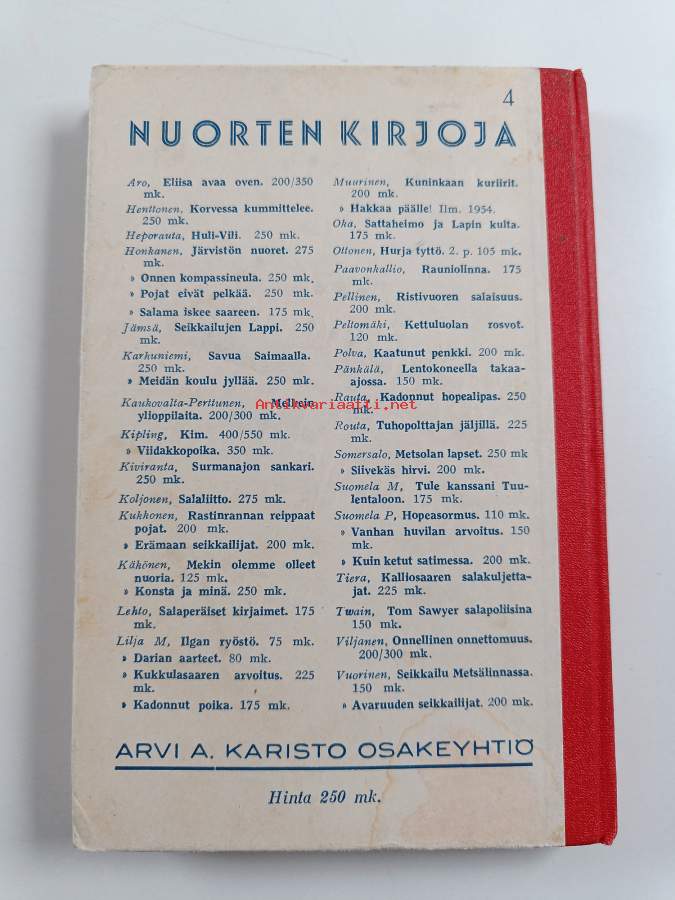 4
NUORTEN KIRJOJA
Aro, Eliisa avaa oven. 200/350
mk.
Henttonen, Korvessa kummittelee.
250 mk.
Heporauta, Huli-Vili. 250 mk.
Honkanen, Järvistön nuoret. 275
mk.
» Onnen kompassineula. 250 mk.
» Pojat eivät pelkää. 250 mk.
» Salama iskee saareen. 175 mk.
Jämsä, Seikkailujen Lappi. 250
mk.
Karhuniemi, Savua Saimaalla.
250 mk.
» Meidän koulu jyllää. 250 mk.
Kaukovalta-Perttunen, Melkein
ylioppilaita. 200/300 mk.
Kipling, Kim. 400/550 mk.
» Viidakkopoika. 350 mk.
Kiviranta, Surmanajon sankari.
250 mk.
Koljonen, Salaliitto. 275 mk.
Kukkonen, Rastinrannan reippaat
pojat. 200 mk.
» Erämaan seikkailijat. 200 mk.
Kähönen, Mekin olemme olleet
nuoria. 125 mk.
» Konsta ja minä. 250 mk.
Lehto, Salaperäiset kirjaimet. 175
mk.
Lilja M, Ilgan ryöstö. 75 mk.
» Darian aarteet. 80 mk.
» Kukkulasaaren arvoitus. 225
mk.
» Kadonnut poika. 175 mk.
Muurinen, Kuninkaan kuriirit.
200 mk.
» Hakkaa päälle! Ilm. 1954.
Oka, Sattaheimo ja Lapin kulta.
175 mk.
Ottonen, Hurja tyttö. 2. p. 105 mk.
Paavonkallio, Rauniolinna. 175
mk.
Pellinen, Ristivuoren salaisuus.
200 mk.
Peltomäki, Kettuluolan rosvot.
120 mk.
Polva, Kaatunut penkki. 200 mk.
Pänkälä, Lentokoneella takaa-
ajossa. 150 mk.
Rauta, Kadonnut hopealipas. 250
mk.
Routa, Tuhopolttajan jäljillä. 225
mk.
Somersalo, Metsolan lapset. 250 mk
» Siivekäs hirvi. 200 mk.
Suomela M, Tule kanssani Tuu-
lentaloon. 175 mk.
Suomela P, Hopeasormus. 110 mk.
» Vanhan huvilan arvoitus. 150
mk.
» Kuin ketut satimessa. 200 mk.
Tiera, Kalliosaaren salakuljetta-
jat. 225 mk.
Twain, Tom Sawyer salapoliisina
150 mk.
Viljanen, Onnellinen onnettomuus.
200/300 mk.
Vuorinen, Seikkailu Metsälinnassa.
150 mk.
» Avaruuden seikkailijat. 200 mk.
Antikvariaatti.net
ARVI A. KARISTO OSAKEYHTIÖ
Hinta 250 mk.